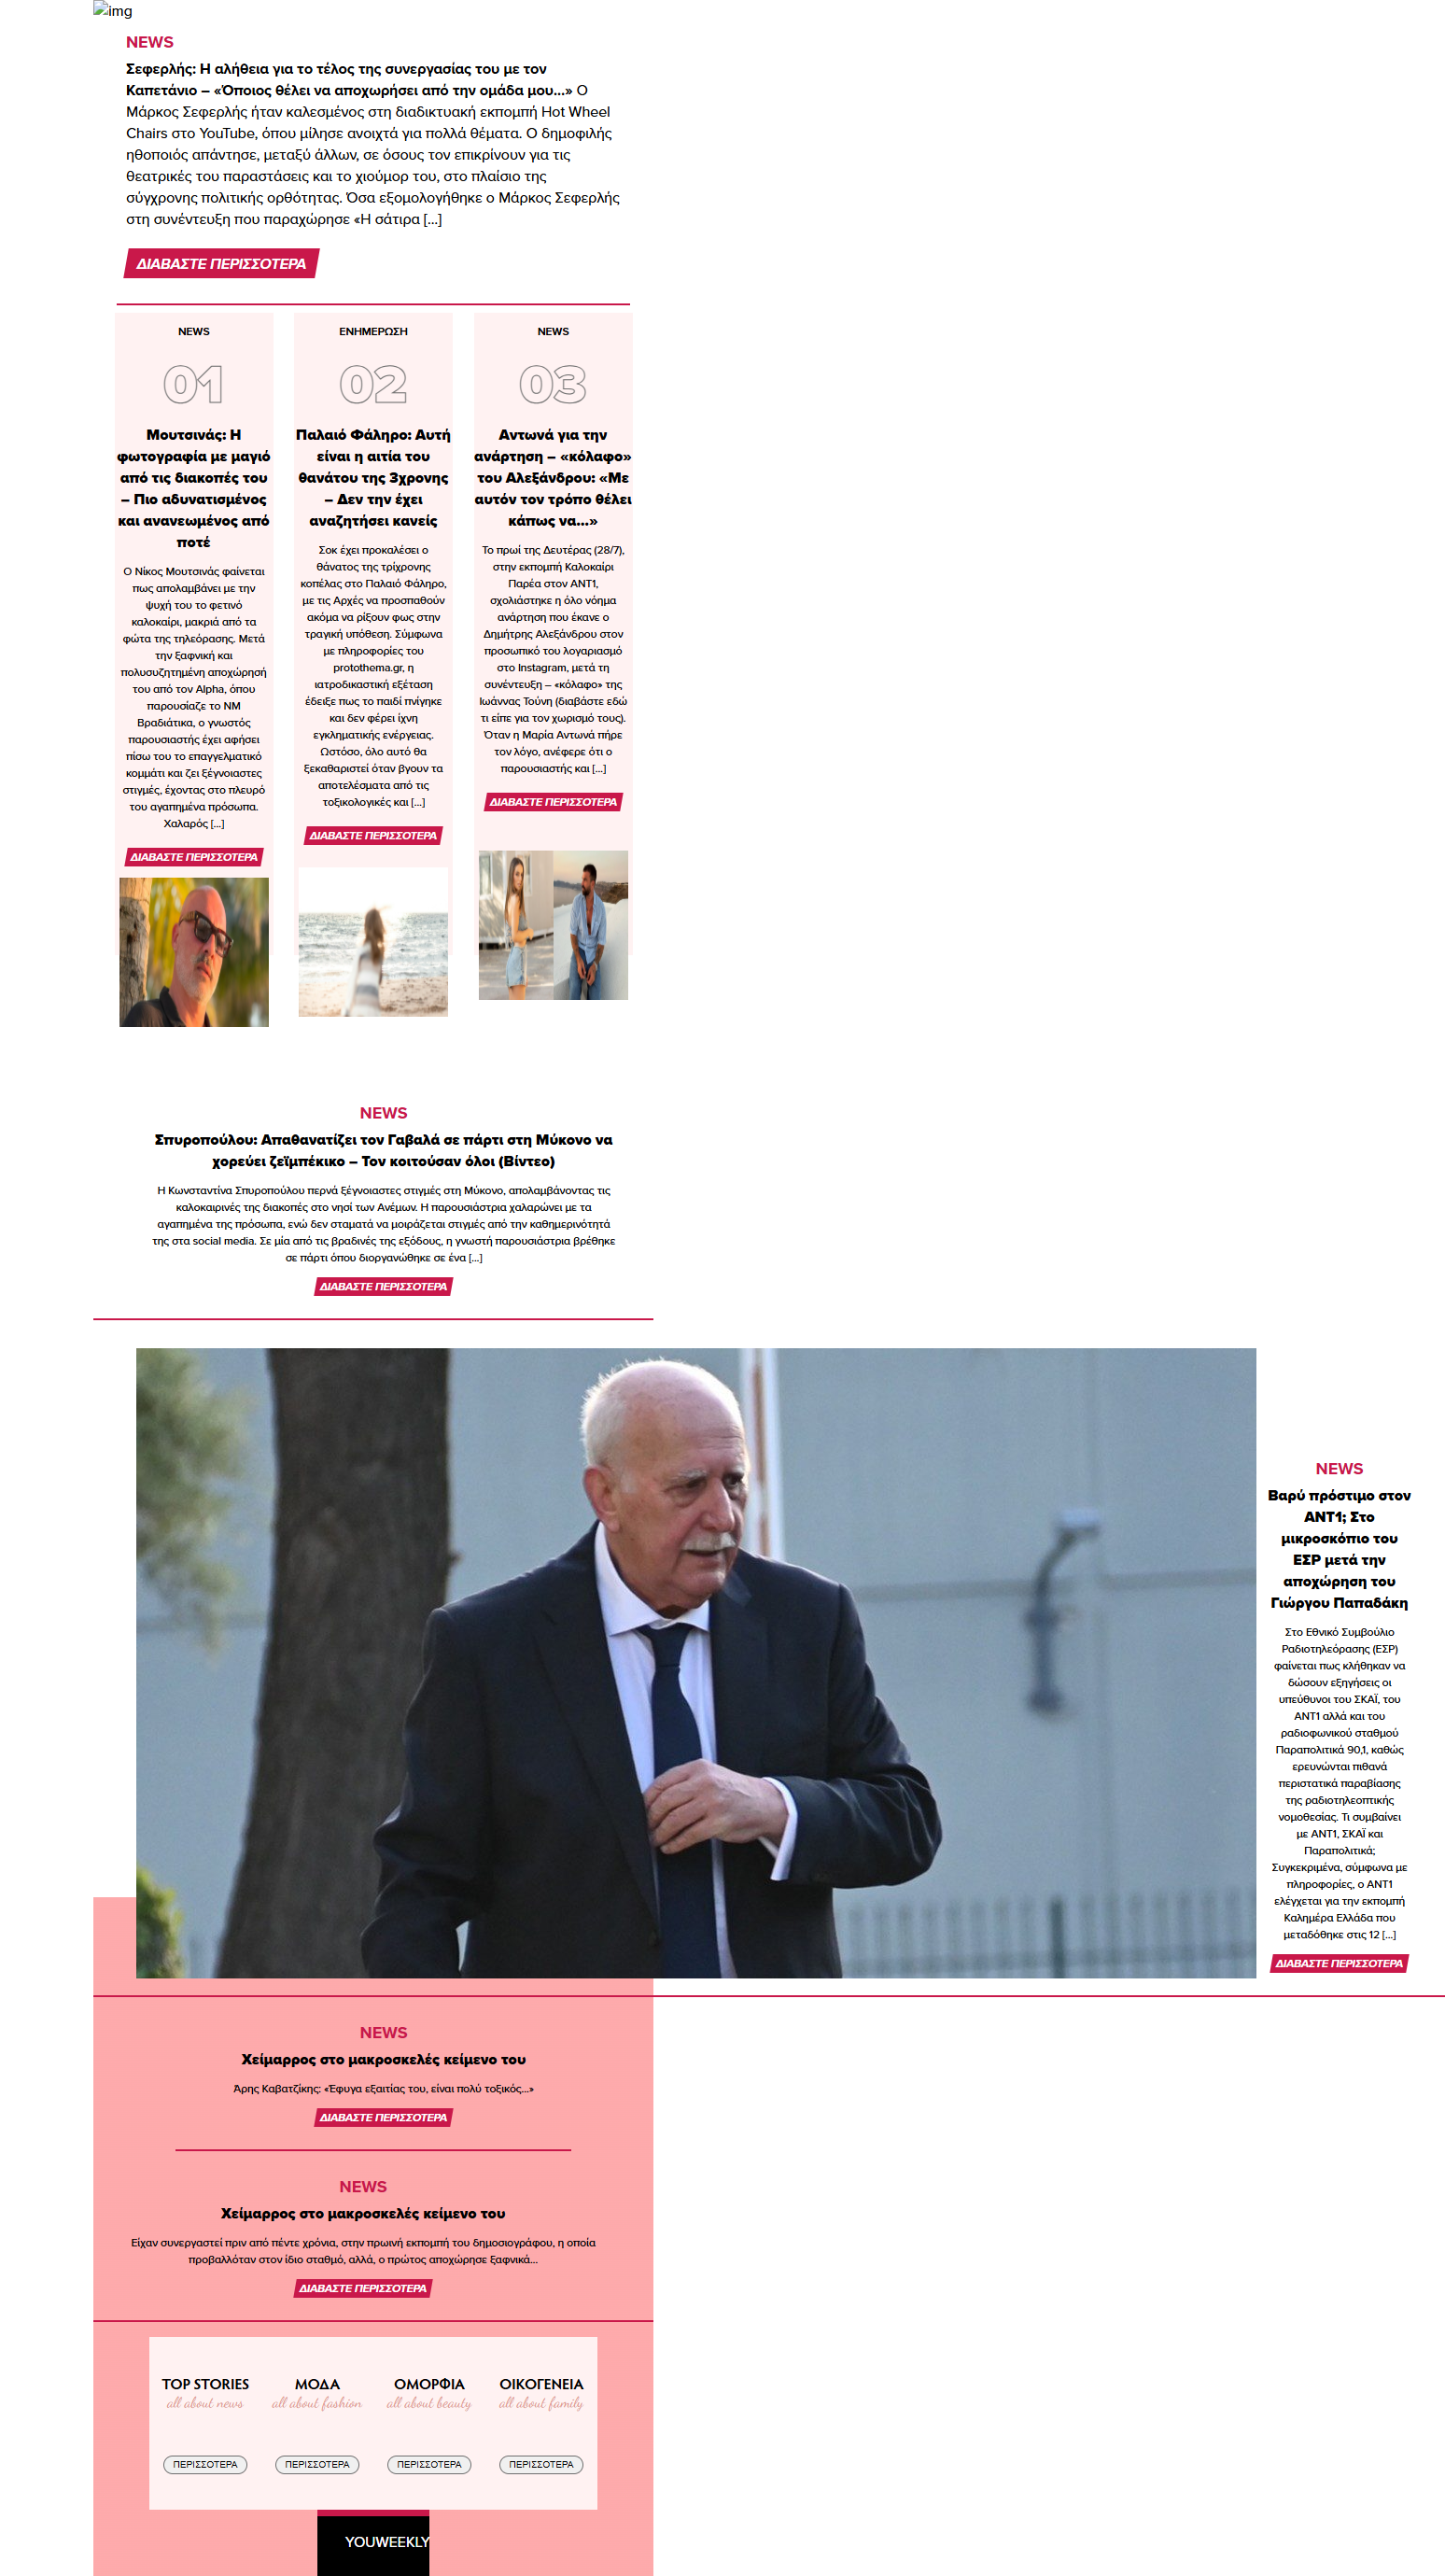 img
NEWS
Σεφερλής: Η αλήθεια για το τέλος της συνεργασίας του με τον
Καπετάνιο – «Όποιος θέλει να αποχωρήσει από την ομάδα μου…» Ο
Μάρκος Σεφερλής ήταν καλεσμένος στη διαδικτυακή εκπομπή Hot Wheel
Chairs στο YouTube, όπου μίλησε ανοιχτά για πολλά θέματα. Ο δημοφιλής
ηθοποιός απάντησε, μεταξύ άλλων, σε όσους τον επικρίνουν για τις
θεατρικές του παραστάσεις και το χιούμορ του, στο πλαίσιο της
σύγχρονης πολιτικής ορθότητας. Όσα εξομολογήθηκε ο Μάρκος Σεφερλής
στη συνέντευξη που παραχώρησε «Η σάτιρα [...]
ΔΙΑΒΑΣΤΕ ΠΕΡΙΣΣΟΤΕΡΑ
NEWS
01
Μουτσινάς: Η
φωτογραφία με μαγιό
από τις διακοπές του
– Πιο αδυνατισμένος
και ανανεωμένος από
ποτέ
Ο Νίκος Μουτσινάς φαίνεται
πως απολαμβάνει με την
ψυχή του το φετινό
καλοκαίρι, μακριά από τα
φώτα της τηλεόρασης. Μετά
την ξαφνική και
πολυσυζητημένη αποχώρησή
του από τον Alpha, όπου
παρουσίαζε το ΝΜ
Βραδιάτικα, ο γνωστός
παρουσιαστής έχει αφήσει
πίσω του το επαγγελματικό
κομμάτι και ζει ξέγνοιαστες
στιγμές, έχοντας στο πλευρό
του αγαπημένα πρόσωπα.
Χαλαρός [...]
ΔΙΑΒΑΣΤΕ ΠΕΡΙΣΣΟΤΕΡΑ
ΕΝΗΜΕΡΩΣΗ
02
Παλαιό Φάληρο: Αυτή
είναι η αιτία του
θανάτου της 3χρονης
– Δεν την έχει
αναζητήσει κανείς
Σοκ έχει προκαλέσει ο
θάνατος της τρίχρονης
κοπέλας στο Παλαιό Φάληρο,
με τις Αρχές να προσπαθούν
ακόμα να ρίξουν φως στην
τραγική υπόθεση. Σύμφωνα
με πληροφορίες του
protothema.gr, η
ιατροδικαστική εξέταση
έδειξε πως το παιδί πνίγηκε
και δεν φέρει ίχνη
εγκληματικής ενέργειας.
Ωστόσο, όλο αυτό θα
ξεκαθαριστεί όταν βγουν τα
αποτελέσματα από τις
τοξικολογικές και [...]
ΔΙΑΒΑΣΤΕ ΠΕΡΙΣΣΟΤΕΡΑ
NEWS
03
Αντωνά για την
ανάρτηση – «κόλαφο»
του Αλεξάνδρου: «Με
αυτόν τον τρόπο θέλει
κάπως να…»
Το πρωί της Δευτέρας (28/7),
στην εκπομπή Καλοκαίρι
Παρέα στον ΑΝΤ1,
σχολιάστηκε η όλο νόημα
ανάρτηση που έκανε ο
Δημήτρης Αλεξάνδρου στον
προσωπικό του λογαριασμό
στο Instagram, μετά τη
συνέντευξη – «κόλαφο» της
Ιωάννας Τούνη (διαβάστε εδώ
τι είπε για τον χωρισμό τους).
Όταν η Μαρία Αντωνά πήρε
τον λόγο, ανέφερε ότι ο
παρουσιαστής και [...]
ΔΙΑΒΑΣΤΕ ΠΕΡΙΣΣΟΤΕΡΑ
NEWS
Σπυροπούλου: Απαθανατίζει τον Γαβαλά σε πάρτι στη Μύκονο να
χορεύει ζεϊμπέκικο – Τον κοιτούσαν όλοι (Βίντεο)
Η Κωνσταντίνα Σπυροπούλου περνά ξέγνοιαστες στιγμές στη Μύκονο, απολαμβάνοντας τις
καλοκαιρινές της διακοπές στο νησί των Ανέμων. Η παρουσιάστρια χαλαρώνει με τα
αγαπημένα της πρόσωπα, ενώ δεν σταματά να μοιράζεται στιγμές από την καθημερινότητά
της στα social media. Σε μία από τις βραδινές της εξόδους, η γνωστή παρουσιάστρια βρέθηκε
σε πάρτι όπου διοργανώθηκε σε ένα [...]
ΔΙΑΒΑΣΤΕ ΠΕΡΙΣΣΟΤΕΡΑ
NEWS
Βαρύ πρόστιμο στον
ΑΝΤ1; Στο
μικροσκόπιο του
ΕΣΡ μετά την
αποχώρηση του
Γιώργου Παπαδάκη
Στο Εθνικό Συμβούλιο
Ραδιοτηλεόρασης (ΕΣΡ)
φαίνεται πως κλήθηκαν να
δώσουν εξηγήσεις οι
υπεύθυνοι του ΣΚΑΪ, του
ΑΝΤ1 αλλά και του
ραδιοφωνικού σταθμού
Παραπολιτικά 90,1, καθώς
ερευνώνται πιθανά
περιστατικά παραβίασης
της ραδιοτηλεοπτικής
νομοθεσίας. Τι συμβαίνει
με ΑΝΤ1, ΣΚΑΪ και
Παραπολιτικά;
Συγκεκριμένα, σύμφωνα με
πληροφορίες, ο ΑΝΤ1
ελέγχεται για την εκπομπή
Καλημέρα Ελλάδα που
μεταδόθηκε στις 12 [...]
ΔΙΑΒΑΣΤΕ ΠΕΡΙΣΣΟΤΕΡΑ
NEWS
Χείμαρρος στο μακροσκελές κείμενο του
Άρης Καβατζίκης: «Έφυγα εξαιτίας του, είναι πολύ τοξικός…»
ΔΙΑΒΑΣΤΕ ΠΕΡΙΣΣΟΤΕΡΑ
NEWS
Χείμαρρος στο μακροσκελές κείμενο του
Είχαν συνεργαστεί πριν από πέντε χρόνια, στην πρωινή εκπομπή του δημοσιογράφου, η οποία
προβαλλόταν στον ίδιο σταθμό, αλλά, ο πρώτος αποχώρησε ξαφνικά...
ΔΙΑΒΑΣΤΕ ΠΕΡΙΣΣΟΤΕΡΑ
TOP STORIES ΜΟΔΑ ΟΜΟΡΦΙΑ ΟΙΚΟΓΕΝΕΙΑ
all about news all about fashion all about beauty all about family
ΠΕΡΙΣΣΟΤΕΡΑ ΠΕΡΙΣΣΟΤΕΡΑ ΠΕΡΙΣΣΟΤΕΡΑ ΠΕΡΙΣΣΟΤΕΡΑ
YOUWEEKLY